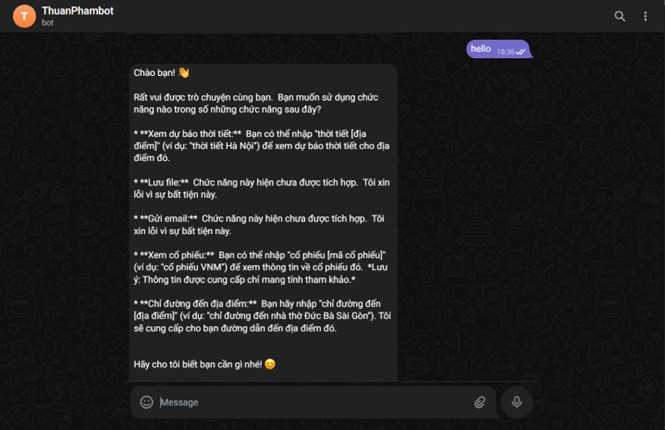 ThuanPhambot
bot
T
hello
18:36
Chào bạn! 👋
Rất vui được trò chuyện cùng bạn.  Bạn muốn sử dụng chức
năng nào trong số những chức năng sau đây?
* **Xem dự báo thời tiết:**  Bạn có thể nhập "thời tiết [địa
điểm]" (ví dụ: "thời tiết Hà Nội") để xem dự báo thời tiết cho địa
điểm đó.
* **Lưu file:**  Chức năng này hiện chưa được tích hợp.  Tôi xin
lỗi vì sự bất tiện này.
* **Gửi email:**  Chức năng này hiện chưa được tích hợp.  Tôi
xin lỗi vì sự bất tiện này.
* **Xem cổ phiếu:**  Bạn có thể nhập "cổ phiếu [mã cổ phiếu]"
(ví dụ: "cổ phiếu VNM") để xem thông tin về cổ phiếu đó.  *Lưu
ý: Thông tin được cung cấp chỉ mang tính tham khảo.*
* **Chỉ đường đến địa điểm:**  Bạn hãy nhập "chỉ đường đến
[địa điểm]" (ví dụ: "chỉ đường đến nhà thờ Đức Bà Sài Gòn"). Tôi
sẽ cung cấp cho bạn đường dẫn đến địa điểm đó.
Hãy cho tôi biết bạn cần gì nhé! 😊
Message